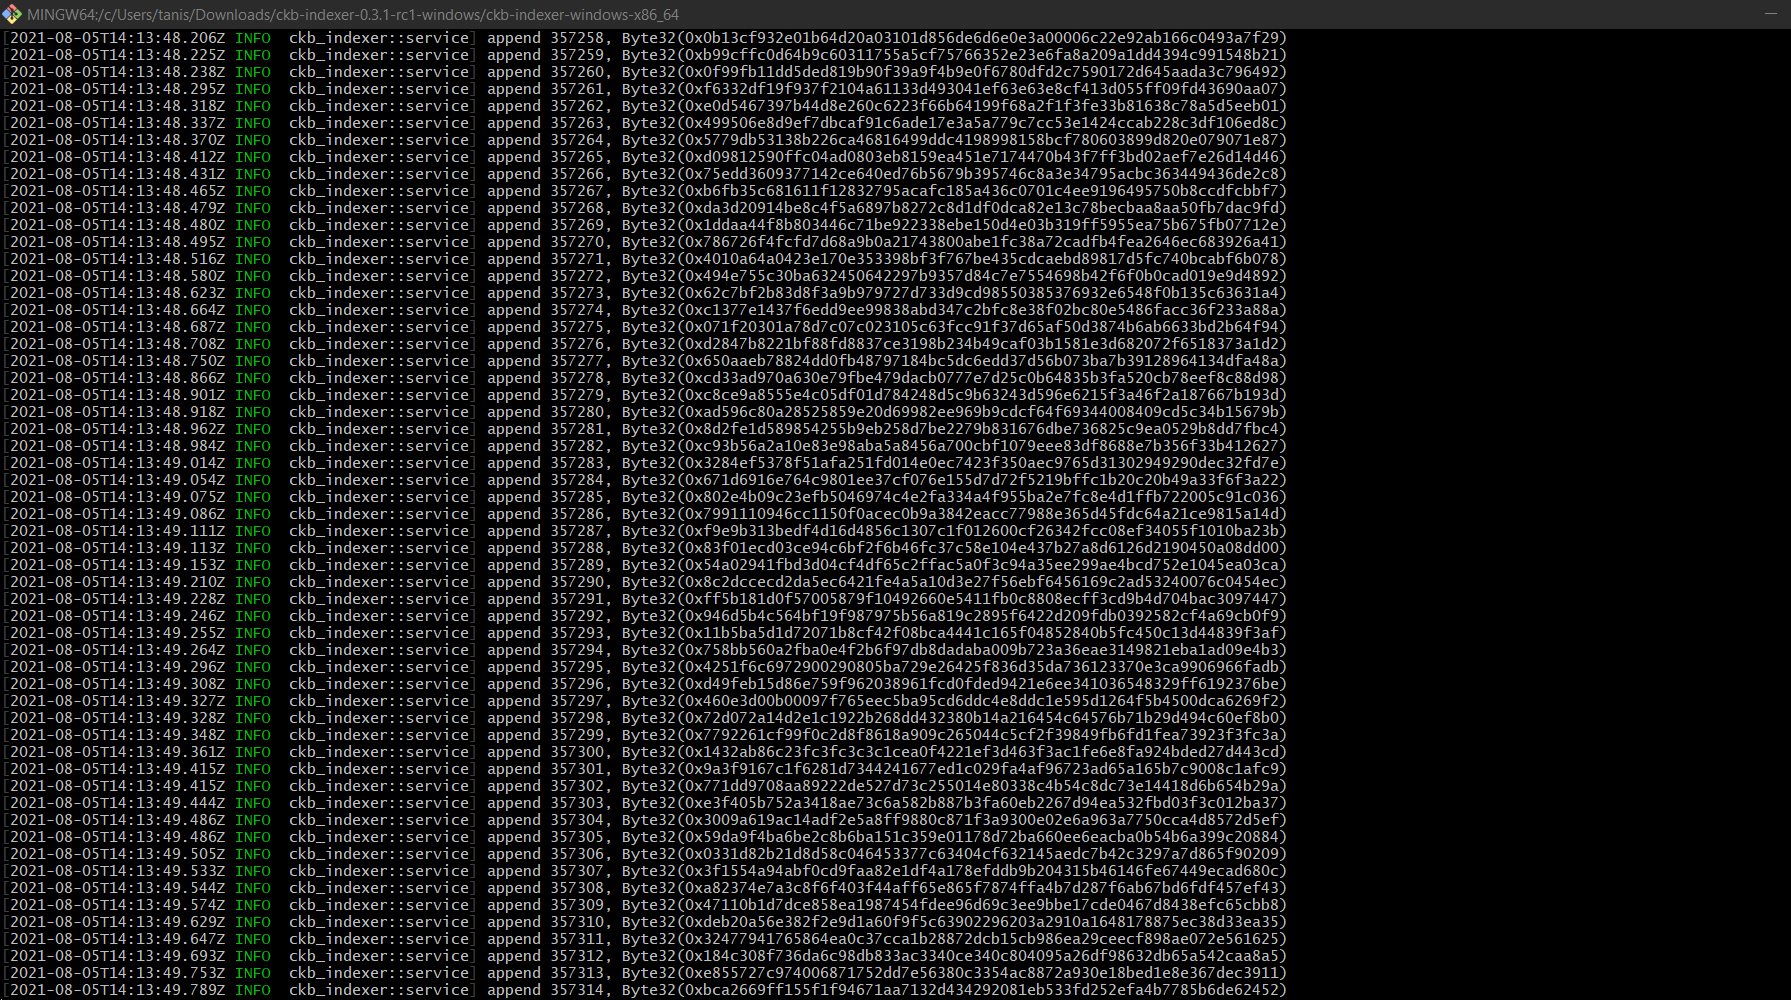 MINGW64:/c/Users/tanis/Downloads/ckb-indexer-0.3.1-rc1-windows/ckb-indexer-windows-x86_64
[2021-08-05T14:13:48.206Z INFO  ckb_indexer::service] append 357258, Byte32(0x0b13cf932e01b64d20a03101d856de6d6e0e3a00006c22e92ab166c0493a7f29)
[2021-08-05T14:13:48.225Z INFO  ckb_indexer::service] append 357259, Byte32(0xb99cffc0d64b9c60311755a5cf75766352e23e6fa8a209a1dd4394c991548b21)
[2021-08-05T14:13:48.238Z INFO  ckb_indexer::service] append 357260, Byte32(0x0f99fb11dd5ded819b90f39a9f4b9e0f6780dfd2c7590172d645aada3c796492)
[2021-08-05T14:13:48.295Z INFO  ckb_indexer::service] append 357261, Byte32(0xf6332df19f937f2104a61133d493041ef63e63e8cf413d055ff09fd43690aa07)
[2021-08-05T14:13:48.318Z INFO  ckb_indexer::service] append 357262, Byte32(0xe0d5467397b44d8e260c6223f66b64199f68a2f1f3fe33b81638c78a5d5eeb01)
[2021-08-05T14:13:48.337Z INFO  ckb_indexer::service] append 357263, Byte32(0x499506e8d9ef7dbcaf91c6ade17e3a5a779c7cc53e1424ccab228c3df106ed8c)
[2021-08-05T14:13:48.370Z INFO  ckb_indexer::service] append 357264, Byte32(0x5779db53138b226ca46816499ddc4198998158bcf780603899d820e079071e87)
[2021-08-05T14:13:48.412Z INFO  ckb_indexer::service] append 357265, Byte32(0xd09812590ffc04ad0803eb8159ea451e7174470b43f7ff3bd02aef7e26d14d46)
[2021-08-05T14:13:48.431Z INFO  ckb_indexer::service] append 357266, Byte32(0x75edd3609377142ce640ed76b5679b395746c8a3e34795acbc363449436de2c8)
[2021-08-05T14:13:48.465Z INFO  ckb_indexer::service] append 357267, Byte32(0xb6fb35c681611f12832795acafc185a436c0701c4ee9196495750b8ccdfcbbf7)
[2021-08-05T14:13:48.479Z INFO  ckb_indexer::service] append 357268, Byte32(0xda3d20914be8c4f5a6897b8272c8d1df0dca82e13c78becbaa8aa50fb7dac9fd)
[2021-08-05T14:13:48.480Z INFO  ckb_indexer::service] append 357269, Byte32(0x1ddaa44f8b803446c71be922338ebe150d4e03b319ff5955ea75b675fb07712e)
[2021-08-05T14:13:48.495Z INFO  ckb_indexer::service] append 357270, Byte32(0x786726f4fcfd7d68a9b0a21743800abe1fc38a72cadfb4fea2646ec683926a41)
[2021-08-05T14:13:48.516Z INFO  ckb_indexer::service] append 357271, Byte32(0x4010a64a0423e170e353398bf3f767be435cdcaebd89817d5fc740bcabf6b078)
[2021-08-05T14:13:48.580Z INFO  ckb_indexer::service] append 357272, Byte32(0x494e755c30ba632450642297b9357d84c7e7554698b42f6f0b0cad019e9d4892)
[2021-08-05T14:13:48.623Z INFO  ckb_indexer::service] append 357273, Byte32(0x62c7bf2b83d8f3a9b979727d733d9cd98550385376932e6548f0b135c63631a4)
[2021-08-05T14:13:48.664Z INFO  ckb_indexer::service] append 357274, Byte32(0xc1377e1437f6edd9ee99838abd347c2bfc8e38f02bc80e5486facc36f233a88a)
[2021-08-05T14:13:48.687Z INFO  ckb_indexer::service] append 357275, Byte32(0x071f20301a78d7c07c023105c63fcc91f37d65af50d3874b6ab6633bd2b64f94)
[2021-08-05T14:13:48.708Z INFO  ckb_indexer::service] append 357276, Byte32(0xd2847b8221bf88fd8837ce3198b234b49caf03b1581e3d682072f6518373a1d2)
[2021-08-05T14:13:48.750Z INFO  ckb_indexer::service] append 357277, Byte32(0x650aaeb78824dd0fb48797184bc5dc6edd37d56b073ba7b39128964134dfa48a)
[2021-08-05T14:13:48.866Z INFO  ckb_indexer::service] append 357278, Byte32(0xcd33ad970a630e79fbe479dacb0777e7d25c0b64835b3fa520cb78eef8c88d98)
[2021-08-05T14:13:48.901Z INFO  ckb_indexer::service] append 357279, Byte32(0xc8ce9a8555e4c05df01d784248d5c9b63243d596e6215f3a46f2a187667b193d)
[2021-08-05T14:13:48.918Z INFO  ckb_indexer::service] append 357280, Byte32(0xad596c80a28525859e20d69982ee969b9cdcf64f69344008409cd5c34b15679b)
[2021-08-05T14:13:48.962Z INFO  ckb_indexer::service] append 357281, Byte32(0x8d2fe1d589854255b9eb258d7be2279b831676dbe736825c9ea0529b8dd7fbc4)
[2021-08-05T14:13:48.984Z INFO  ckb_indexer::service] append 357282, Byte32(0xc93b56a2a10e83e98aba5a8456a700cbf1079eee83df8688e7b356f33b412627)
[2021-08-05T14:13:49.014Z INFO  ckb_indexer::service] append 357283, Byte32(0x3284ef5378f51afa251fd014e0ec7423f350aec9765d31302949290dec32fd7e)
[2021-08-05T14:13:49.054Z INFO  ckb_indexer::service] append 357284, Byte32(0x671d6916e764c9801ee37cf076e155d7d72f5219bffc1b20c20b49a33f6f3a22)
[2021-08-05T14:13:49.075Z INFO  ckb_indexer::service] append 357285, Byte32(0x802e4b09c23efb5046974c4e2fa334a4f955ba2e7fc8e4d1ffb722005c91c036)
[2021-08-05T14:13:49.086Z INFO  ckb_indexer::service] append 357286, Byte32(0x7991110946cc1150f0acec0b9a3842eacc77988e365d45fdc64a21ce9815a14d)
[2021-08-05T14:13:49.111Z INFO  ckb_indexer::service] append 357287, Byte32(0xf9e9b313bedf4d16d4856c1307c1f012600cf26342fcc08ef34055f1010ba23b)
[2021-08-05T14:13:49.113Z INFO  ckb_indexer::service] append 357288, Byte32(0x83f01ecd03ce94c6bf2f6b46fc37c58e104e437b27a8d6126d2190450a08dd00)
[2021-08-05T14:13:49.153Z INFO  ckb_indexer::service] append 357289, Byte32(0x54a02941fbd3d04cf4df65c2ffac5a0f3c94a35ee299ae4bcd752e1045ea03ca)
[2021-08-05T14:13:49.210Z INFO  ckb_indexer::service] append 357290, Byte32(0x8c2dccecd2da5ec6421fe4a5a10d3e27f56ebf6456169c2ad53240076c0454ec)
[2021-08-05T14:13:49.228Z INFO  ckb_indexer::service] append 357291, Byte32(0xff5b181d0f57005879f10492660e5411fb0c8808ecff3cd9b4d704bac3097447)
[2021-08-05T14:13:49.246Z INFO  ckb_indexer::service] append 357292, Byte32(0x946d5b4c564bf19f987975b56a819c2895f6422d209fdb0392582cf4a69cb0f9)
[2021-08-05T14:13:49.255Z INFO  ckb_indexer::service] append 357293, Byte32(0x11b5ba5d1d72071b8cf42f08bca4441c165f04852840b5fc450c13d44839f3af)
[2021-08-05T14:13:49.264Z INFO  ckb_indexer::service] append 357294, Byte32(0x758bb560a2fba0e4f2b6f97db8dadaba009b723a36eae3149821eba1ad09e4b3)
[2021-08-05T14:13:49.296Z INFO  ckb_indexer::service] append 357295, Byte32(0x4251f6c6972900290805ba729e26425f836d35da736123370e3ca9906966fadb)
[2021-08-05T14:13:49.308Z INFO  ckb_indexer::service] append 357296, Byte32(0xd49feb15d86e759f962038961fcd0fded9421e6ee341036548329ff6192376be)
[2021-08-05T14:13:49.327Z INFO  ckb_indexer::service] append 357297, Byte32(0x460e3d00b00097f765eec5ba95cd6ddc4e8ddc1e595d1264f5b4500dca6269f2)
[2021-08-05T14:13:49.328Z INFO  ckb_indexer::service] append 357298, Byte32(0x72d072a14d2e1c1922b268dd432380b14a216454c64576b71b29d494c60ef8b0)
[2021-08-05T14:13:49.348Z INFO  ckb_indexer::service] append 357299, Byte32(0x7792261cf99f0c2d8f8618a909c265044c5cf2f39849fb6fd1fea73923f3fc3a)
[2021-08-05T14:13:49.361Z INFO  ckb_indexer::service] append 357300, Byte32(0x1432ab86c23fc3fc3c3c1cea0f4221ef3d463f3ac1fe6e8fa924bded27d443cd)
[2021-08-05T14:13:49.415Z INFO  ckb_indexer::service] append 357301, Byte32(0x9a3f9167c1f6281d7344241677ed1c029fa4af96723ad65a165b7c9008c1afc9)
[2021-08-05T14:13:49.415Z INFO  ckb_indexer::service] append 357302, Byte32(0x771dd9708aa89222de527d73c255014e80338c4b54c8dc73e14418d6b654b29a)
[2021-08-05T14:13:49.444Z INFO  ckb_indexer::service] append 357303, Byte32(0xe3f405b752a3418ae73c6a582b887b3fa60eb2267d94ea532fbd03f3c012ba37)
[2021-08-05T14:13:49.486Z INFO  ckb_indexer::service] append 357304, Byte32(0x3009a619ac14adf2e5a8ff9880c871f3a9300e02e6a963a7750cca4d8572d5ef)
[2021-08-05T14:13:49.486Z INFO  ckb_indexer::service] append 357305, Byte32(0x59da9f4ba6be2c8b6ba151c359e01178d72ba660ee6eacba0b54b6a399c20884)
[2021-08-05T14:13:49.505Z INFO  ckb_indexer::service] append 357306, Byte32(0x0331d82b21d8d58c046453377c63404cf632145aedc7b42c3297a7d865f90209)
[2021-08-05T14:13:49.533Z INFO  ckb_indexer::service] append 357307, Byte32(0x3f1554a94abf0cd9faa82e1df4a178efddb9b204315b46146fe67449ecad680c)
[2021-08-05T14:13:49.544Z INFO  ckb_indexer::service] append 357308, Byte32(0xa82374e7a3c8f6f403f44aff65e865f7874ffa4b7d287f6ab67bd6fdf457ef43)
[2021-08-05T14:13:49.574Z INFO  ckb_indexer::service] append 357309, Byte32(0x47110b1d7dce858ea1987454fdee96d69c3ee9bbe17cde0467d8438efc65cbb8)
[2021-08-05T14:13:49.629Z INFO  ckb_indexer::service] append 357310, Byte32(0xdeb20a56e382f2e9d1a60f9f5c63902296203a2910a1648178875ec38d33ea35)
[2021-08-05T14:13:49.647Z INFO  ckb_indexer::service] append 357311, Byte32(0x32477941765864ea0c37cca1b28872dcb15cb986ea29ceecf898ae072e561625)
[2021-08-05T14:13:49.693Z INFO  ckb_indexer::service] append 357312, Byte32(0x184c308f736da6c98db833ac3340ce340c804095a26df98632db65a542caa8a5)
[2021-08-05T14:13:49.753Z INFO  ckb_indexer::service] append 357313, Byte32(0xe855727c974006871752dd7e56380c3354ac8872a930e18bed1e8e367dec3911)
[2021-08-05T14:13:49.789Z INFO  ckb_indexer::service] append 357314, Byte32(0xbca2669ff155f1f94671aa7132d434292081eb533fd252efa4b7785b6de62452)